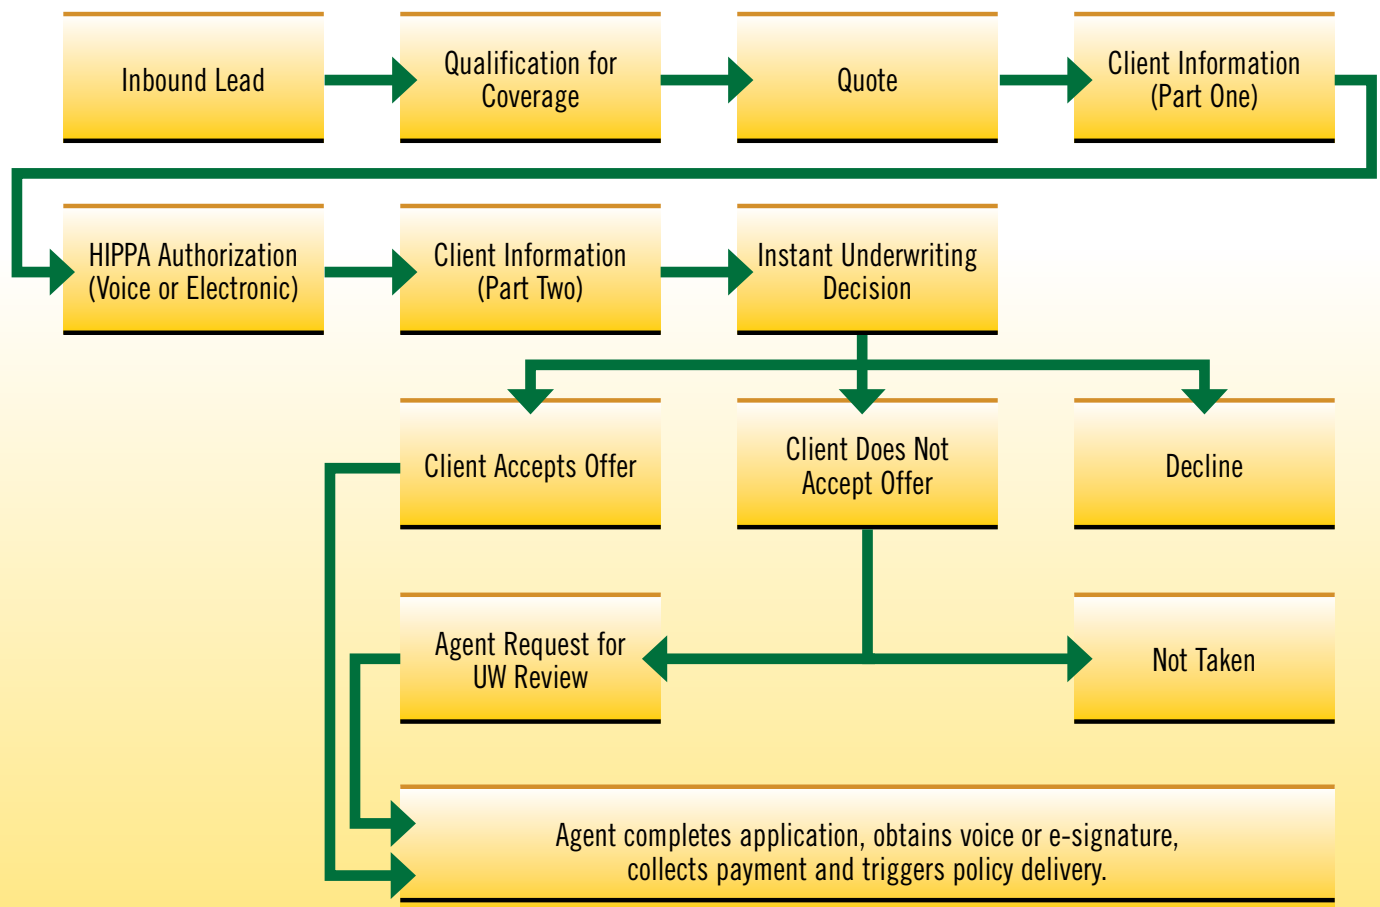 Inbound Lead
Qualification for
Coverage
Quote
Client Information
(Part One)
HIPPA Authorization
(Voice or Electronic)
Client Information
(Part Two)
Instant Underwriting
Decision
Client Accepts Offer
Client Does Not
Accept Offer
Decline
Agent Request for
UW Review
Not Taken
Agent completes application, obtains voice or e-signature,
collects payment and triggers policy delivery.